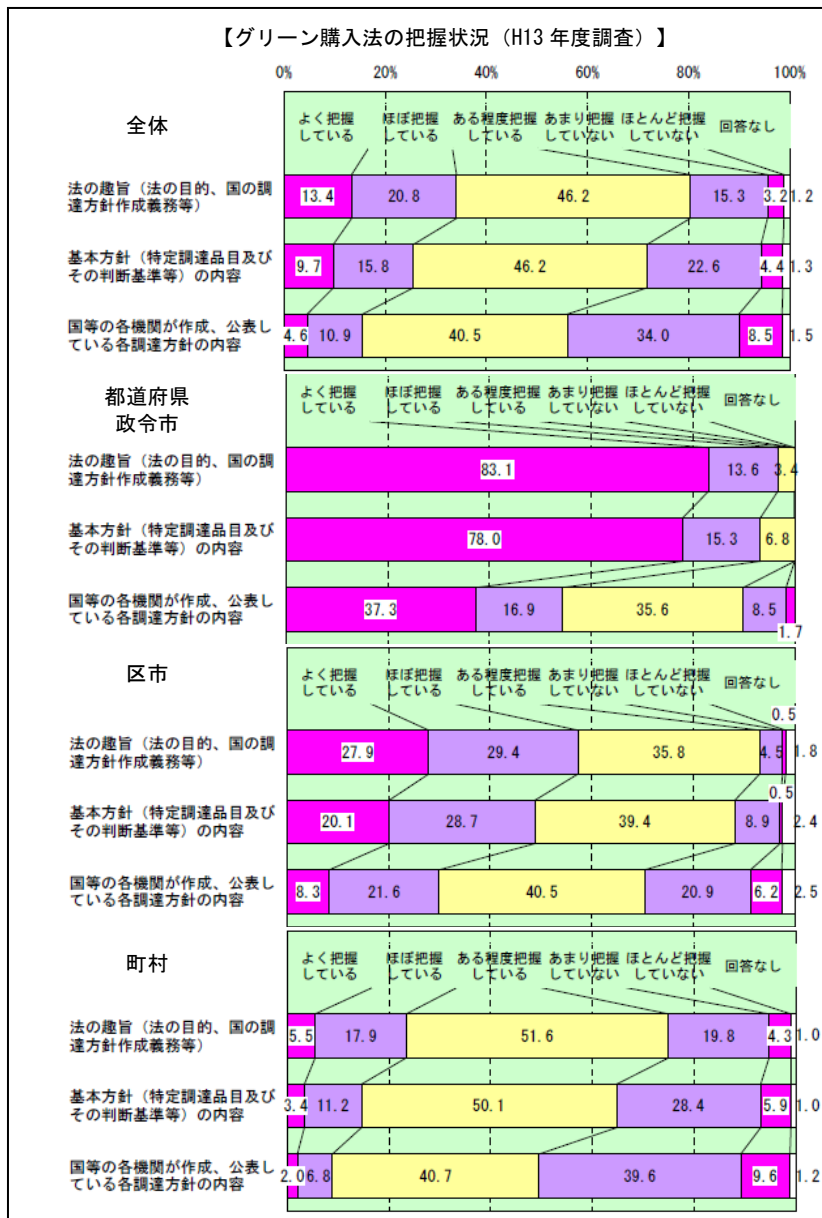 【グリーン購入法の把握状況（H13 年度調査）】
0% 20% 40% 60% 80% 100%
全体
よく把握 ほぼ把握 ある程度把握 あまり把握 ほとんど把握 回答なし
している している している していない していない
法の趣旨（法の目的、国の調
達方針作成義務等）
13.4 20.8 46.2 15.3 3.2 1.2
基本方針（特定調達品目及び
その判断基準等）の内容
9.7 15.8 46.2 22.6 4.4 1.3
国等の各機関が作成、公表し
ている各調達方針の内容
4.6 10.9 40.5 34.0 8.5 1.5
都道府県
政令市
よく把握 ほぼ把握 ある程度把握 あまり把握 ほとんど把握 回答なし
している している している していない していない
法の趣旨（法の目的、国の調
達方針作成義務等）
83.1 13.6 3.4
基本方針（特定調達品目及び
その判断基準等）の内容
78.0 15.3 6.8
国等の各機関が作成、公表し
ている各調達方針の内容
37.3 16.9 35.6 8.5 1.7
区市
よく把握 ほぼ把握 ある程度把握 あまり把握 ほとんど把握 回答なし
している している している していない していない
法の趣旨（法の目的、国の調
達方針作成義務等）
27.9 29.4 35.8 4.5 0.5 1.8
基本方針（特定調達品目及び
その判断基準等）の内容
20.1 28.7 39.4 8.9 0.5 2.4
国等の各機関が作成、公表し
ている各調達方針の内容
8.3 21.6 40.5 20.9 6.2 2.5
町村
よく把握 ほぼ把握 ある程度把握 あまり把握 ほとんど把握 回答なし
している している している していない していない
法の趣旨（法の目的、国の調
達方針作成義務等）
5.5 17.9 51.6 19.8 4.3 1.0
基本方針（特定調達品目及び
その判断基準等）の内容
3.4 11.2 50.1 28.4 5.9 1.0
国等の各機関が作成、公表し
ている各調達方針の内容
2.0 6.8 40.7 39.6 9.6 1.2